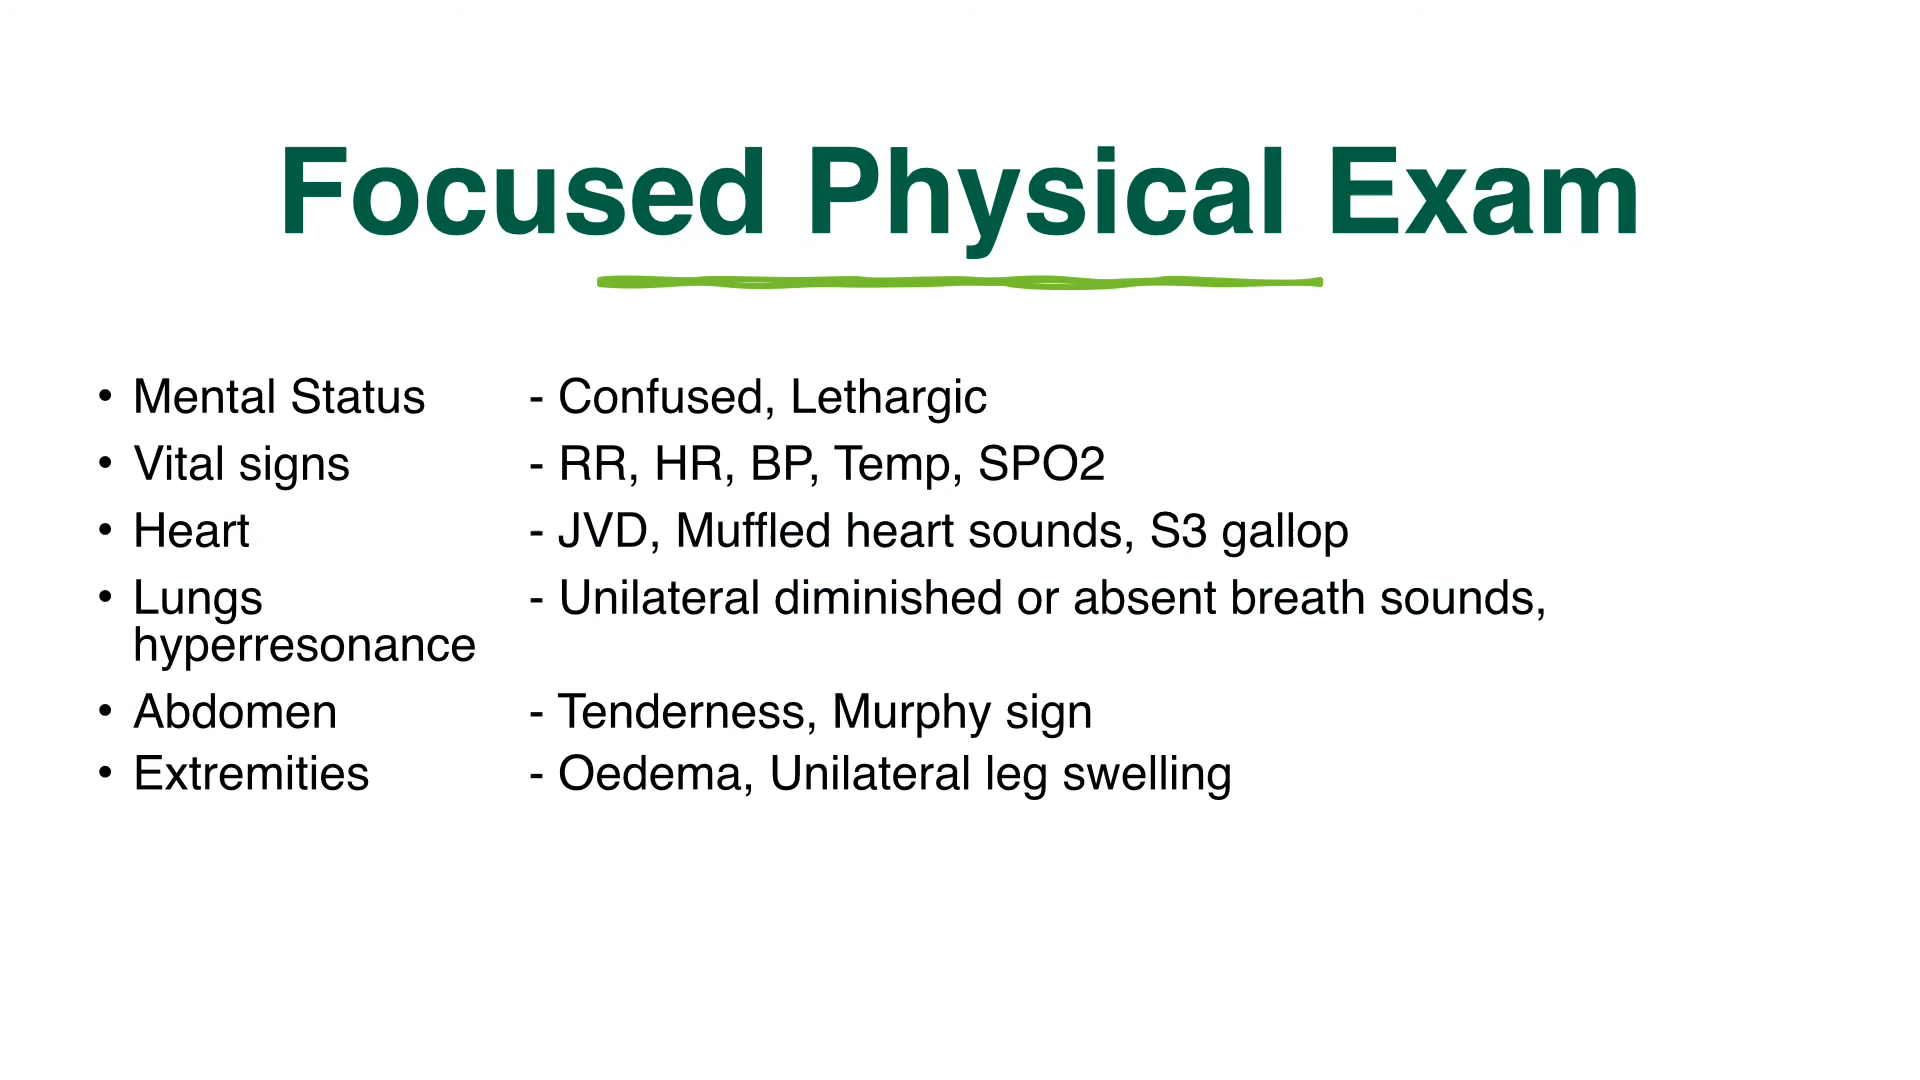 Focused Physical Exam
• Mental Status - Confused, Lethargic
• Vital signs - RR, HR, BP, Temp, SPO2
• Heart - JVD, Muffled heart sounds, S3 gallop
• Lungs - Unilateral diminished or absent breath sounds,
hyperresonance
• Abdomen - Tenderness, Murphy sign
• Extremities - Oedema, Unilateral leg swelling